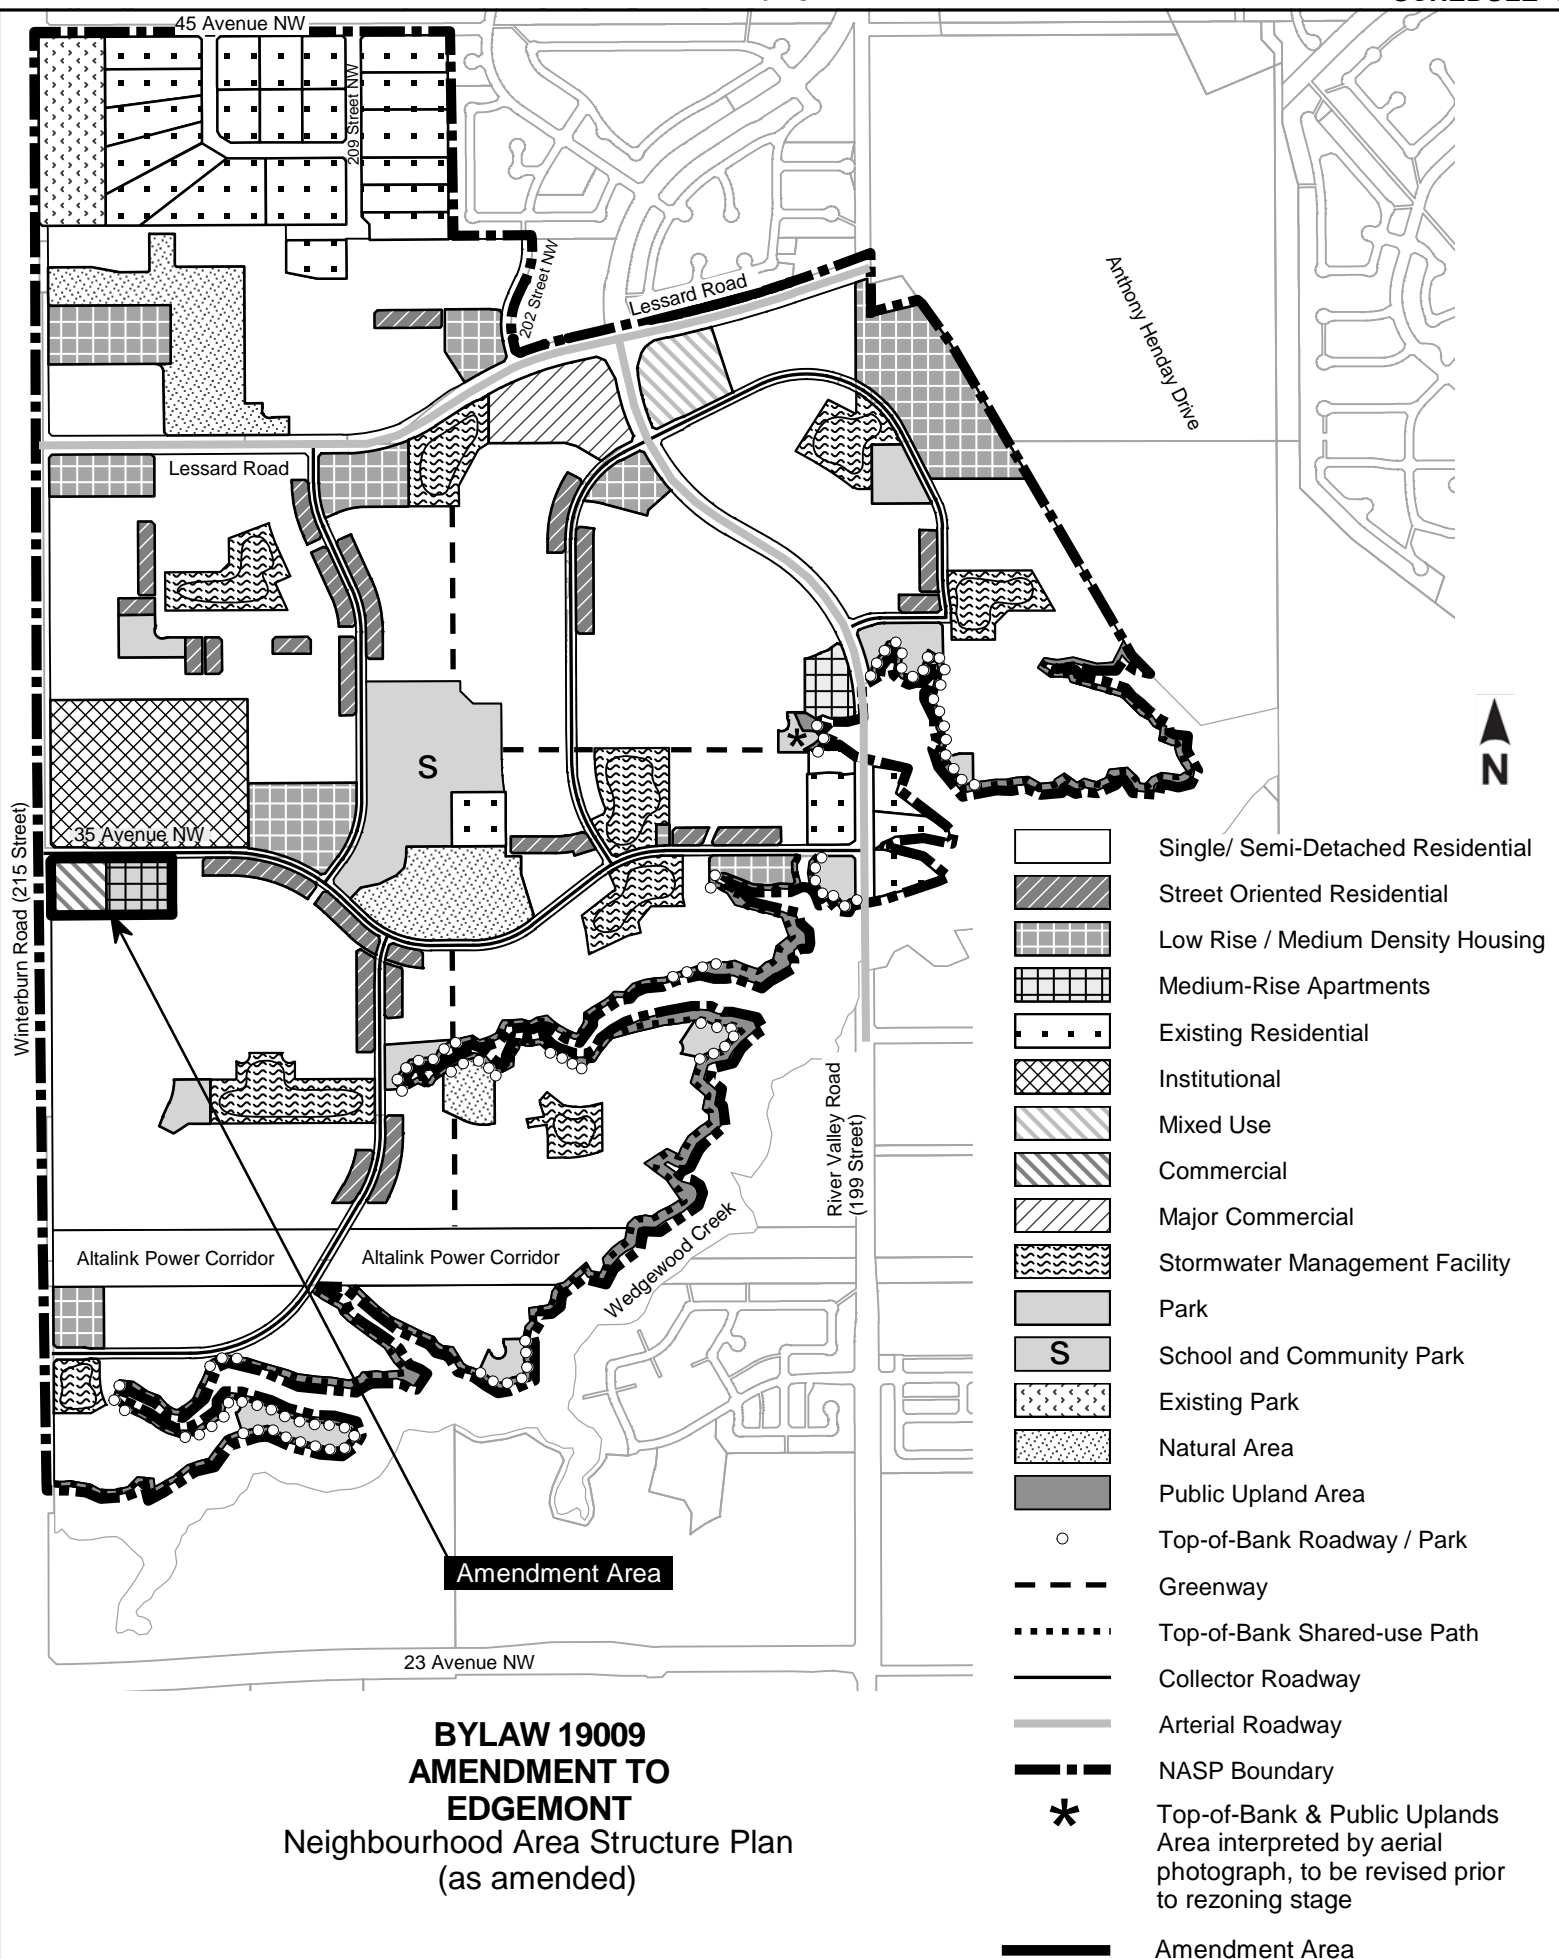 45 Avenue NW
209 Street NW
202 Street NW
Lessard Road
Anthony Henday Drive
Lessard Road
S
*
N
35 Avenue NW
Winterburn Road (215 Street)
River Valley Road
(199 Street)
Altalink Power Corridor
Altalink Power Corridor
Wedgewood Creek
Amendment Area
23 Avenue NW
Single/ Semi-Detached Residential
Street Oriented Residential
Low Rise / Medium Density Housing
Medium-Rise Apartments
Existing Residential
Institutional
Mixed Use
Commercial
Major Commercial
Stormwater Management Facility
Park
S School and Community Park
Existing Park
Natural Area
Public Upland Area
Top-of-Bank Roadway / Park
Greenway
Top-of-Bank Shared-use Path
Collector Roadway
Arterial Roadway
NASP Boundary
* Top-of-Bank & Public Uplands
Area interpreted by aerial
photograph, to be revised prior
to rezoning stage
Amendment Area
BYLAW 19009
AMENDMENT TO
EDGEMONT
Neighbourhood Area Structure Plan
(as amended)